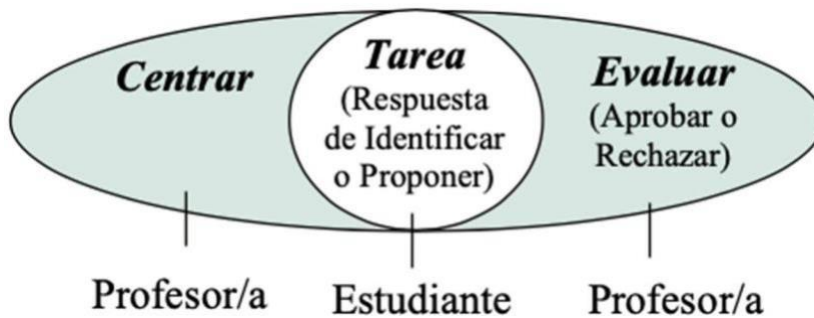 Centrar
Tarea
(Respuesta
de Identificar
o Proponer)
Evaluar
(Aprobar o
Rechazar)
Profesor/a
Estudiante
Profesor/a